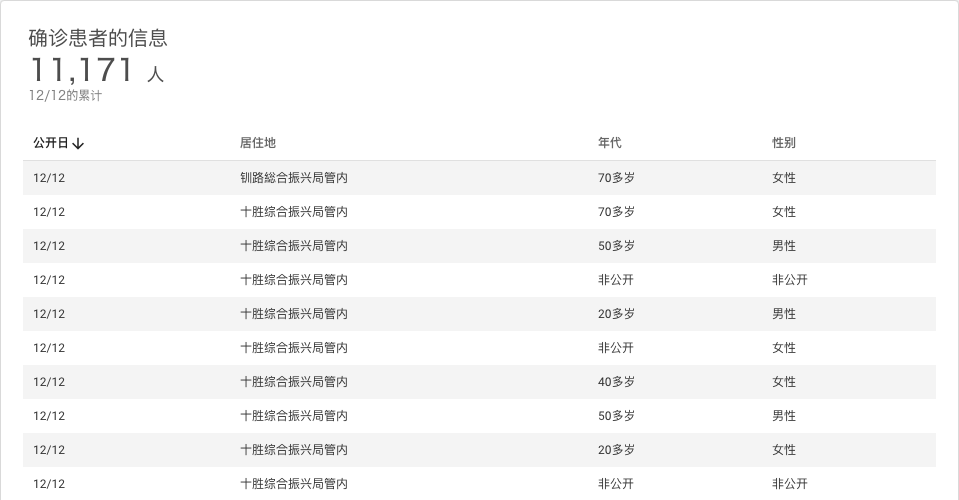 确诊患者的信息
11,171 人
12/12的累计
公开日↓ 居住地 年代 性别
12/12 钏路総合振兴局管内 70多岁 女性
12/12 十胜综合振兴局管内 70多岁 女性
12/12 十胜综合振兴局管内 50多岁 男性
12/12 十胜综合振兴局管内 非公开 非公开
12/12 十胜综合振兴局管内 20多岁 男性
12/12 十胜综合振兴局管内 非公开 女性
12/12 十胜综合振兴局管内 40多岁 女性
12/12 十胜综合振兴局管内 50多岁 男性
12/12 十胜综合振兴局管内 20多岁 女性
12/12 十胜综合振兴局管内 非公开 非公开